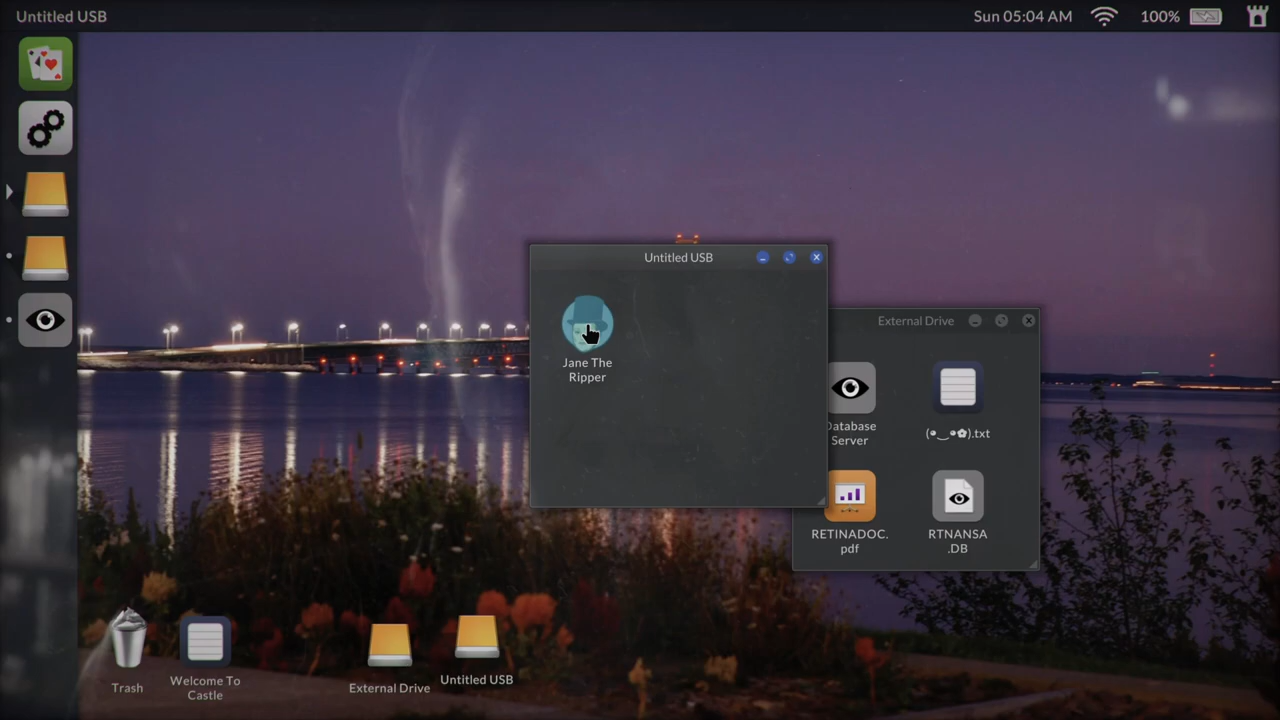 Untitled USB
Sun 05:04 AM
100%
Untitled USB
Jane The
Ripper
External Drive
Database
Server
(•‿•✿).txt
RETINADOC.
pdf
RTNANSA
.DB
Trash
Welcome To
Castle
External Drive
Untitled USB